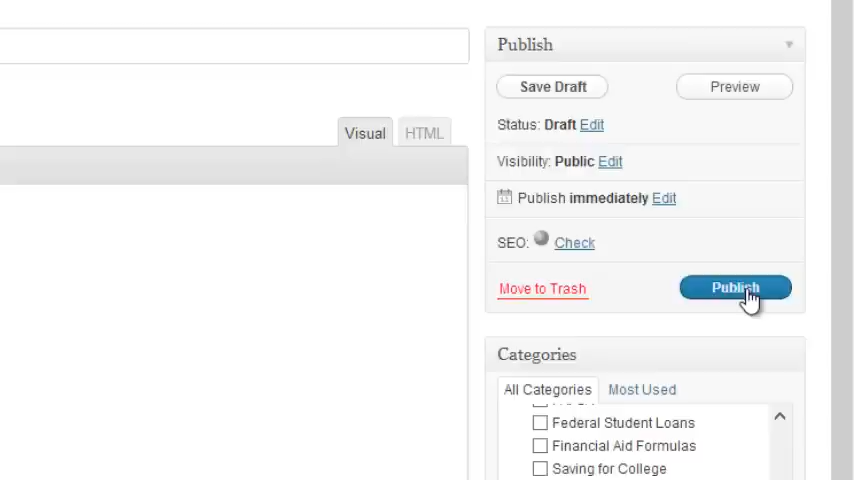 Publish
Save Draft
Preview
Visual
HTML
Status: Draft Edit
Visibility: Public Edit
Publish immediately Edit
SEO: Check
Move to Trash
Publish
Categories
All Categories
Most Used
Federal Student Loans
Financial Aid Formulas
Saving for College